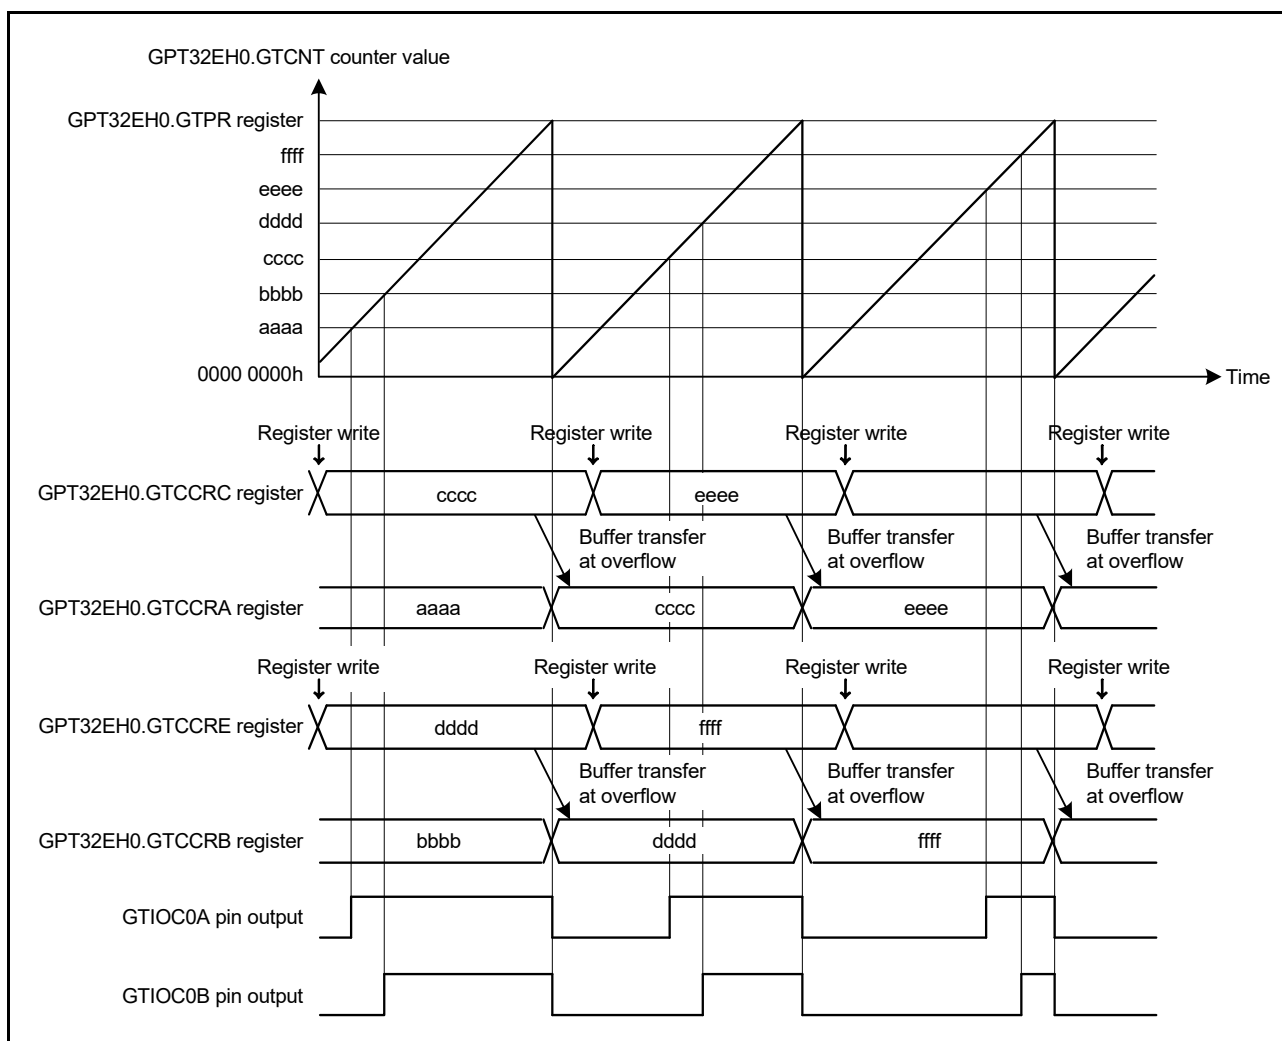 GPT32EH0.GTCNT counter value
GPT32EH0.GTPR register
ffff
eeee
dddd
cccc
bbbb
aaaa
0000 0000h
Time
Register write Register write Register write Register write
GPT32EH0.GTCCRC register cccc eeee
Buffer transfer Buffer transfer Buffer transfer
at overflow at overflow at overflow
GPT32EH0.GTCCRA register aaaa cccc eeee
Register write Register write Register write Register write
GPT32EH0.GTCCRE register dddd ffff
Buffer transfer Buffer transfer Buffer transfer
at overflow at overflow at overflow
GPT32EH0.GTCCRB register bbbb dddd ffff
GTIOC0A pin output
GTIOC0B pin output